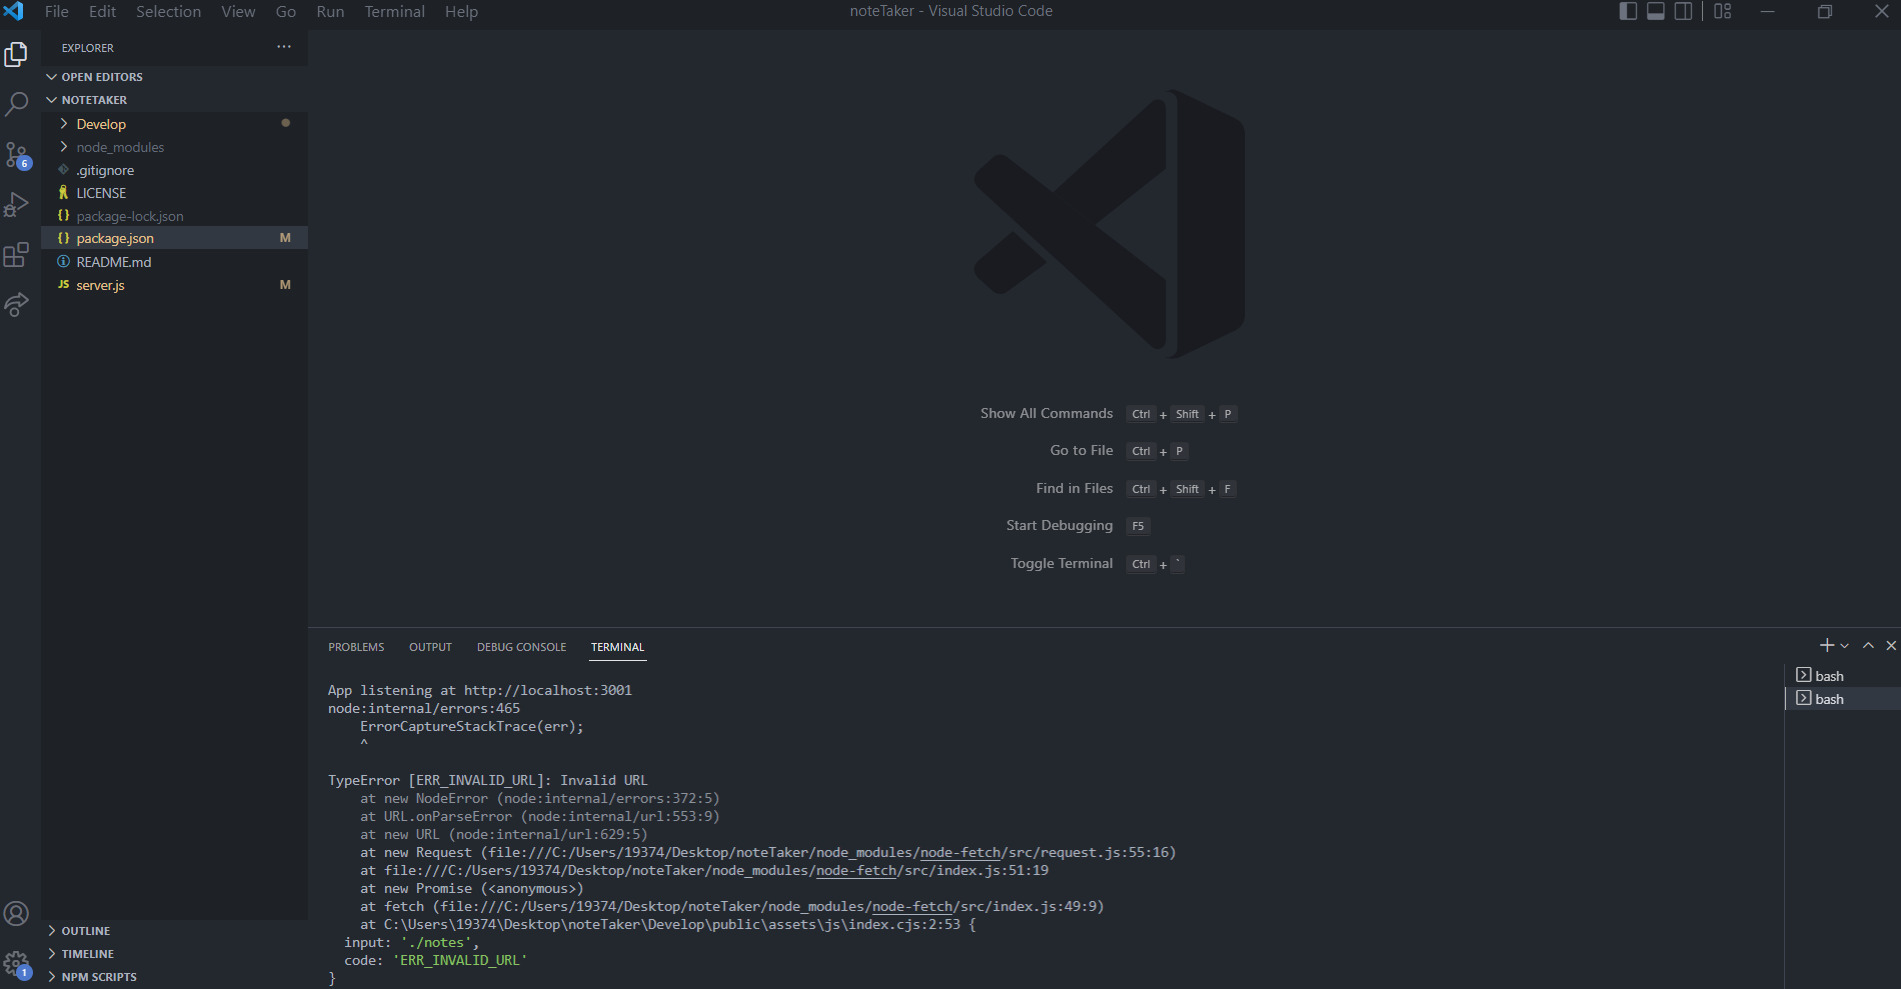 File Edit Selection View Go Run Terminal Help
noteTaker - Visual Studio Code
EXPLORER
OPEN EDITORS
NOTETAKER
Develop
node_modules
.gitignore
LICENSE
{} package-lock.json
{} package.json M
README.md
JS server.js M
6
Show All Commands Ctrl + Shift + P
Go to File Ctrl + P
Find in Files Ctrl + Shift + F
Start Debugging F5
Toggle Terminal Ctrl + `
PROBLEMS OUTPUT DEBUG CONSOLE TERMINAL
bash
bash
App listening at http://localhost:3001
node:internal/errors:465
ErrorCaptureStackTrace(err);
^
TypeError [ERR_INVALID_URL]: Invalid URL
at new NodeError (node:internal/errors:372:5)
at URL.onParseError (node:internal/url:553:9)
at new URL (node:internal/url:629:5)
at new Request (file:///C:/Users/19374/Desktop/noteTaker/node_modules/node-fetch/src/request.js:55:16)
at file:///C:/Users/19374/Desktop/noteTaker/node_modules/node-fetch/src/index.js:51:19
at new Promise (<anonymous>)
at fetch (file:///C:/Users/19374/Desktop/noteTaker/node_modules/node-fetch/src/index.js:49:9)
at C:\Users\19374\Desktop\noteTaker\Develop\public\assets\js\index.cjs:2:53 {
input: './notes',
code: 'ERR_INVALID_URL'
}
OUTLINE
TIMELINE
NPM SCRIPTS
1